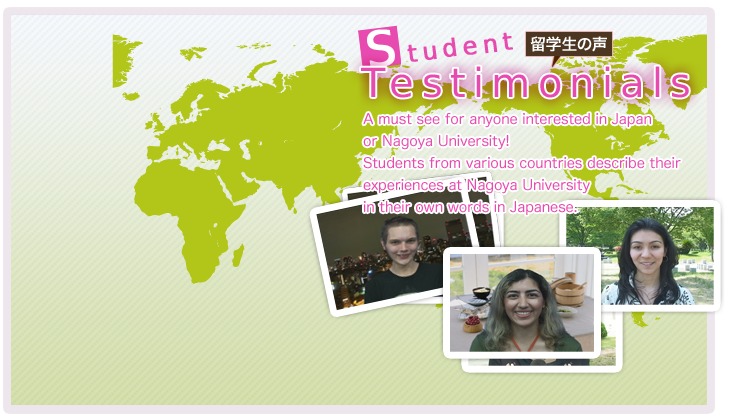 Student 留学生の声
Testimonials
A must see for anyone interested in Japan
or Nagoya University!
Students from various countries describe their
experiences at Nagoya University
in their own words in Japanese.